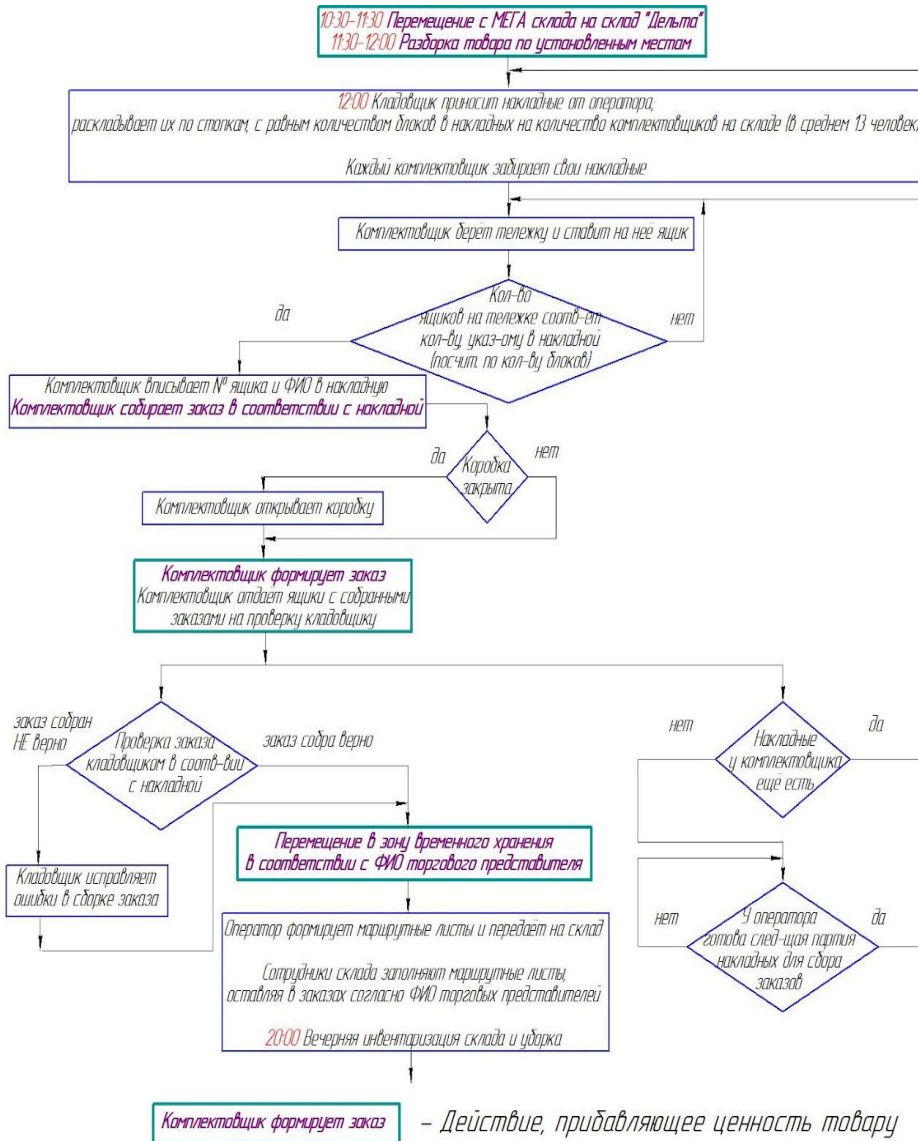 10:30-11:30 Перемещение с МЕГА склада на склад "Дельта"
11:30-12:00 Разборка товара по установленным местам
12:00 Кладовщик приносит накладные от оператора;
раскладывает их по стопкам, с равным количеством блоков в накладных на количество комплектовщиков на складе (в среднем 13 человек
Каждый комплектовщик забирает свои накладные
Комплектовщик берёт тележку и ставит на неё ящик
Кол-во
ящиков на тележке соотв-ет
кол-ву, указ-ому в накладной
(посчит. по кол-ву блоков)
да
нет
Комплектовщик вписывает № ящика и ФИО в накладную
Комплектовщик собирает заказ в соответствии с накладной
да
Коробка
закрыта
нет
Комплектовщик открывает коробку
Комплектовщик формирует заказ
Комплектовщик отдаёт ящики с собранными
заказами на проверку кладовщику
заказ собран
НЕ верно
Проверка заказа
кладовщиком в соотв-вии
с накладной
заказ собра верно
нет
Накладные
у комплектовщика
ещё есть
да
Перемещение в зону временного хранения
в соответствии с ФИО торгового представителя
Кладовщик исправляет
ошибки в сборке заказа
Оператор формирует маршрутные листы и передаёт на склад
Сотрудники склада заполняют маршрутные листы,
оставляя в заказах согласно ФИО торговых представителей
20:00 Вечерняя инвентаризация склада и уборка
нет
У оператора
готова след-щая партия
накладных для сбора
заказов
да
Комплектовщик формирует заказ
– Действие, прибавляющее ценность товару